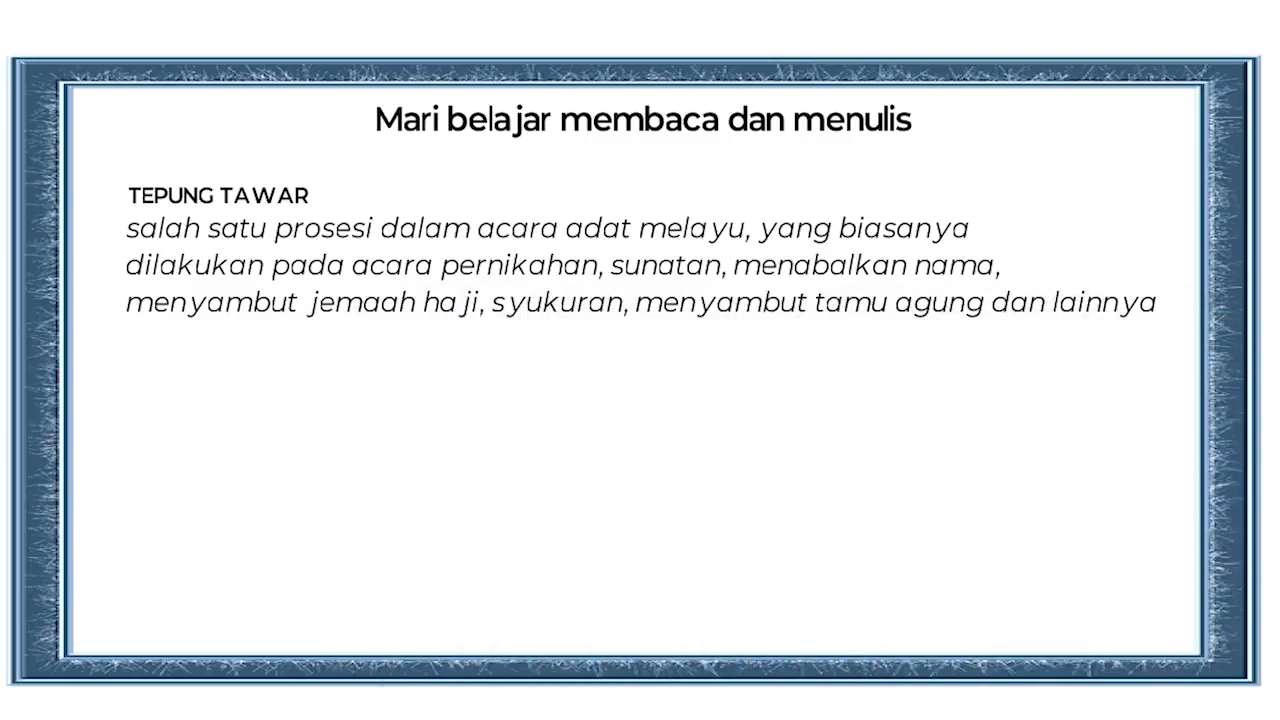 Mari belajar membaca dan menulis
TEPUNG TAWAR
salah satu prosesi dalam acara adat melayu, yang biasanya
dilakukan pada acara pernikahan, sunatan, menabalkan nama,
menyambut jemaah haji, syukuran, menyambut tamu agung dan lainnya